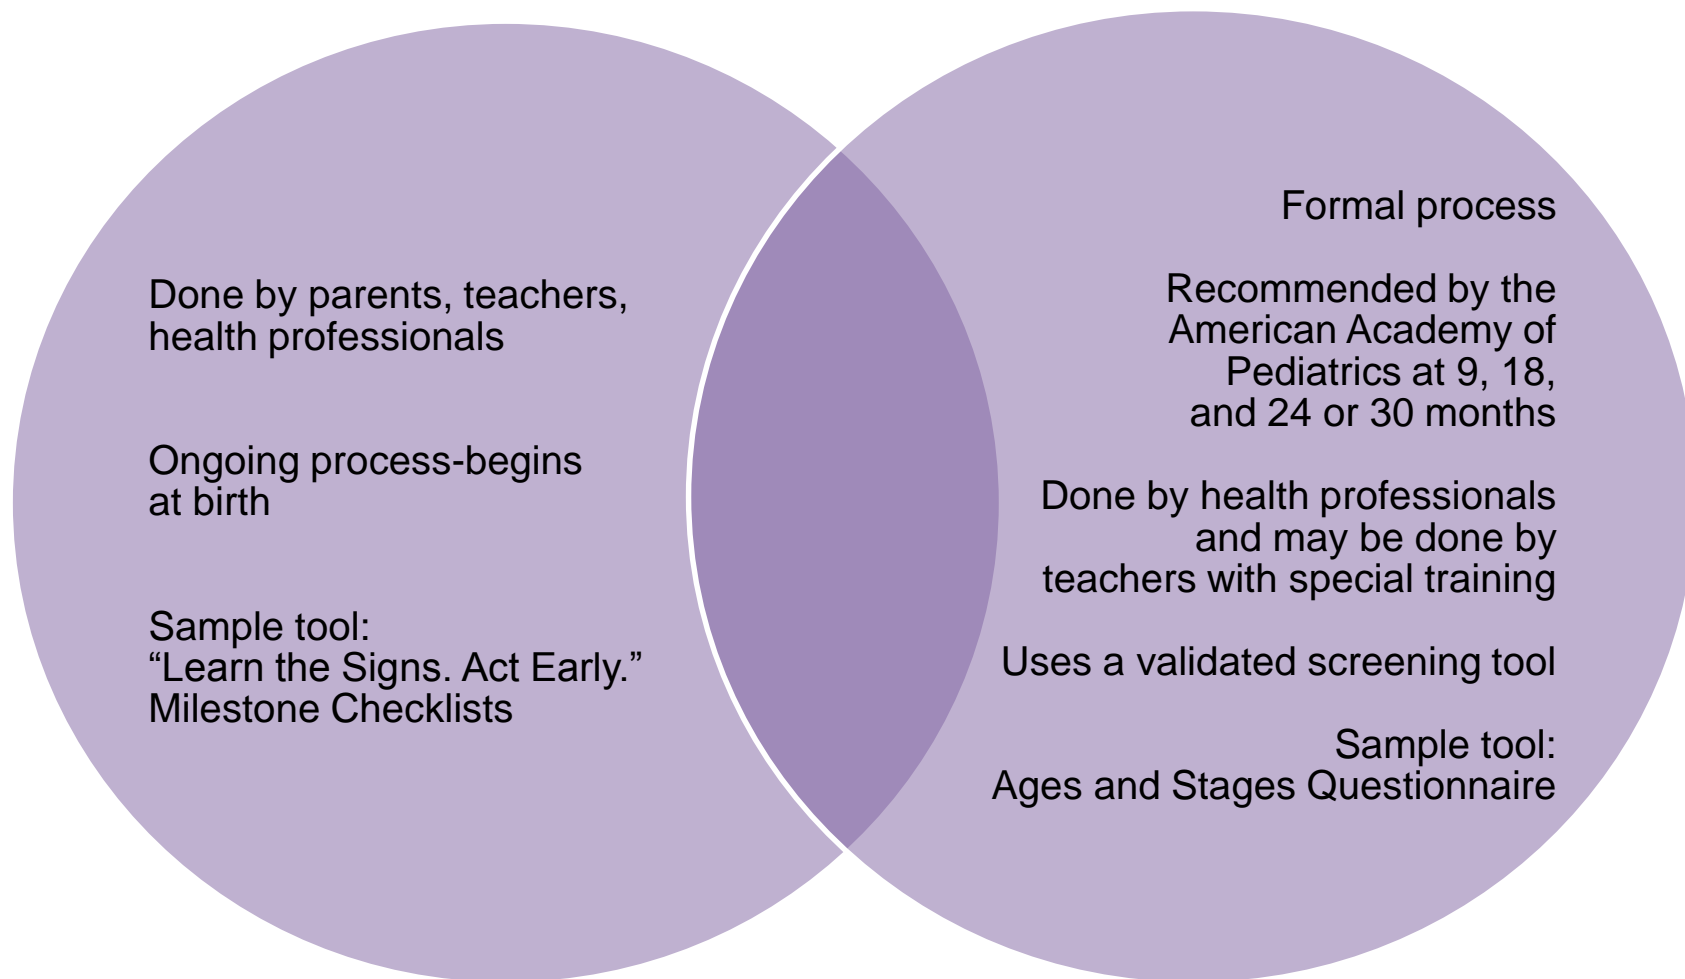 Done by parents, teachers,
health professionals
Ongoing process-begins
at birth
Sample tool:
“Learn the Signs. Act Early.”
Milestone Checklists
Formal process
Recommended by the
American Academy of
Pediatrics at 9, 18,
and 24 or 30 months
Done by health professionals
and may be done by
teachers with special training
Uses a validated screening tool
Sample tool:
Ages and Stages Questionnaire